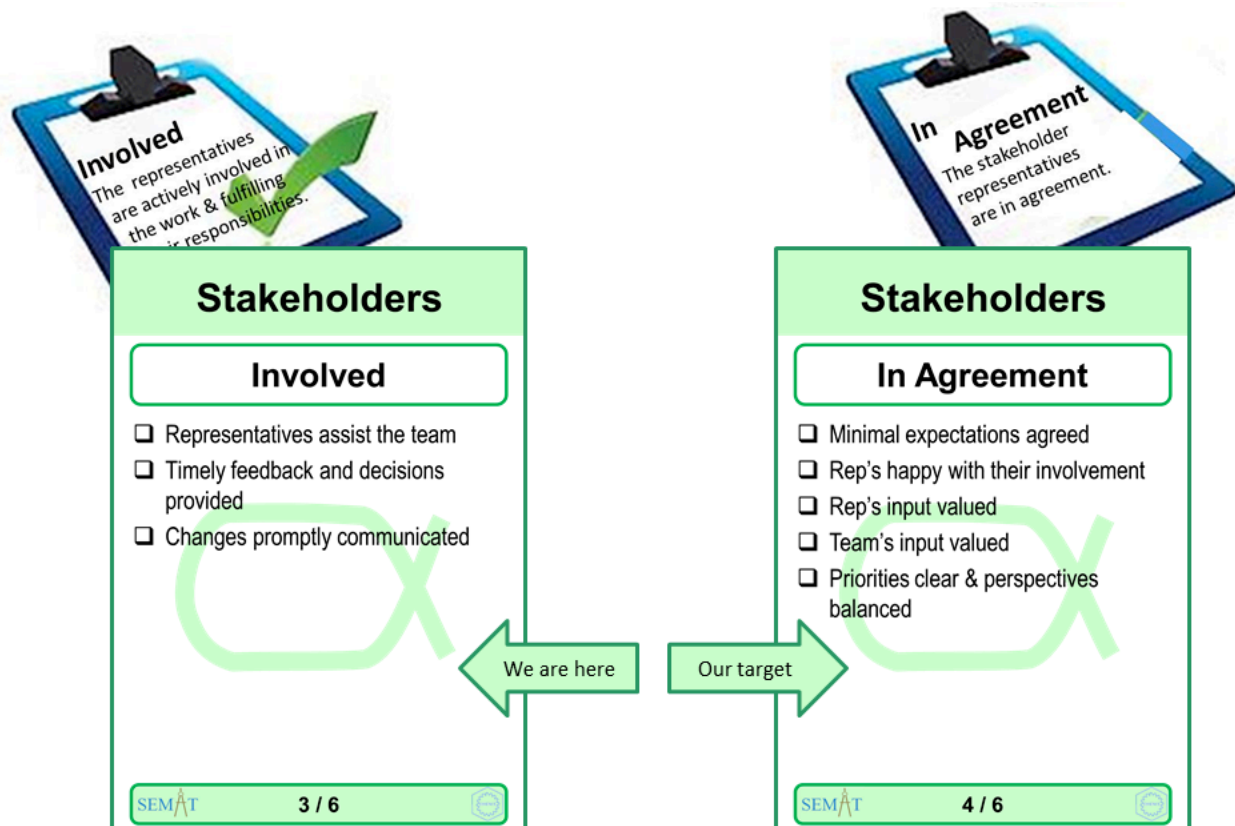 Involved
The representatives
are actively involved in
the work & fulfilling
ir responsibilities.
In Agreement
The stakeholder
representatives
are in agreement.
Stakeholders
Involved
Representatives assist the team
Timely feedback and decisions
provided
Changes promptly communicated
We are here
SEMAT
3 / 6
Stakeholders
In Agreement
Minimal expectations agreed
Rep's happy with their involvement
Rep's input valued
Team's input valued
Priorities clear & perspectives
balanced
Our target
SEMAT
4 / 6